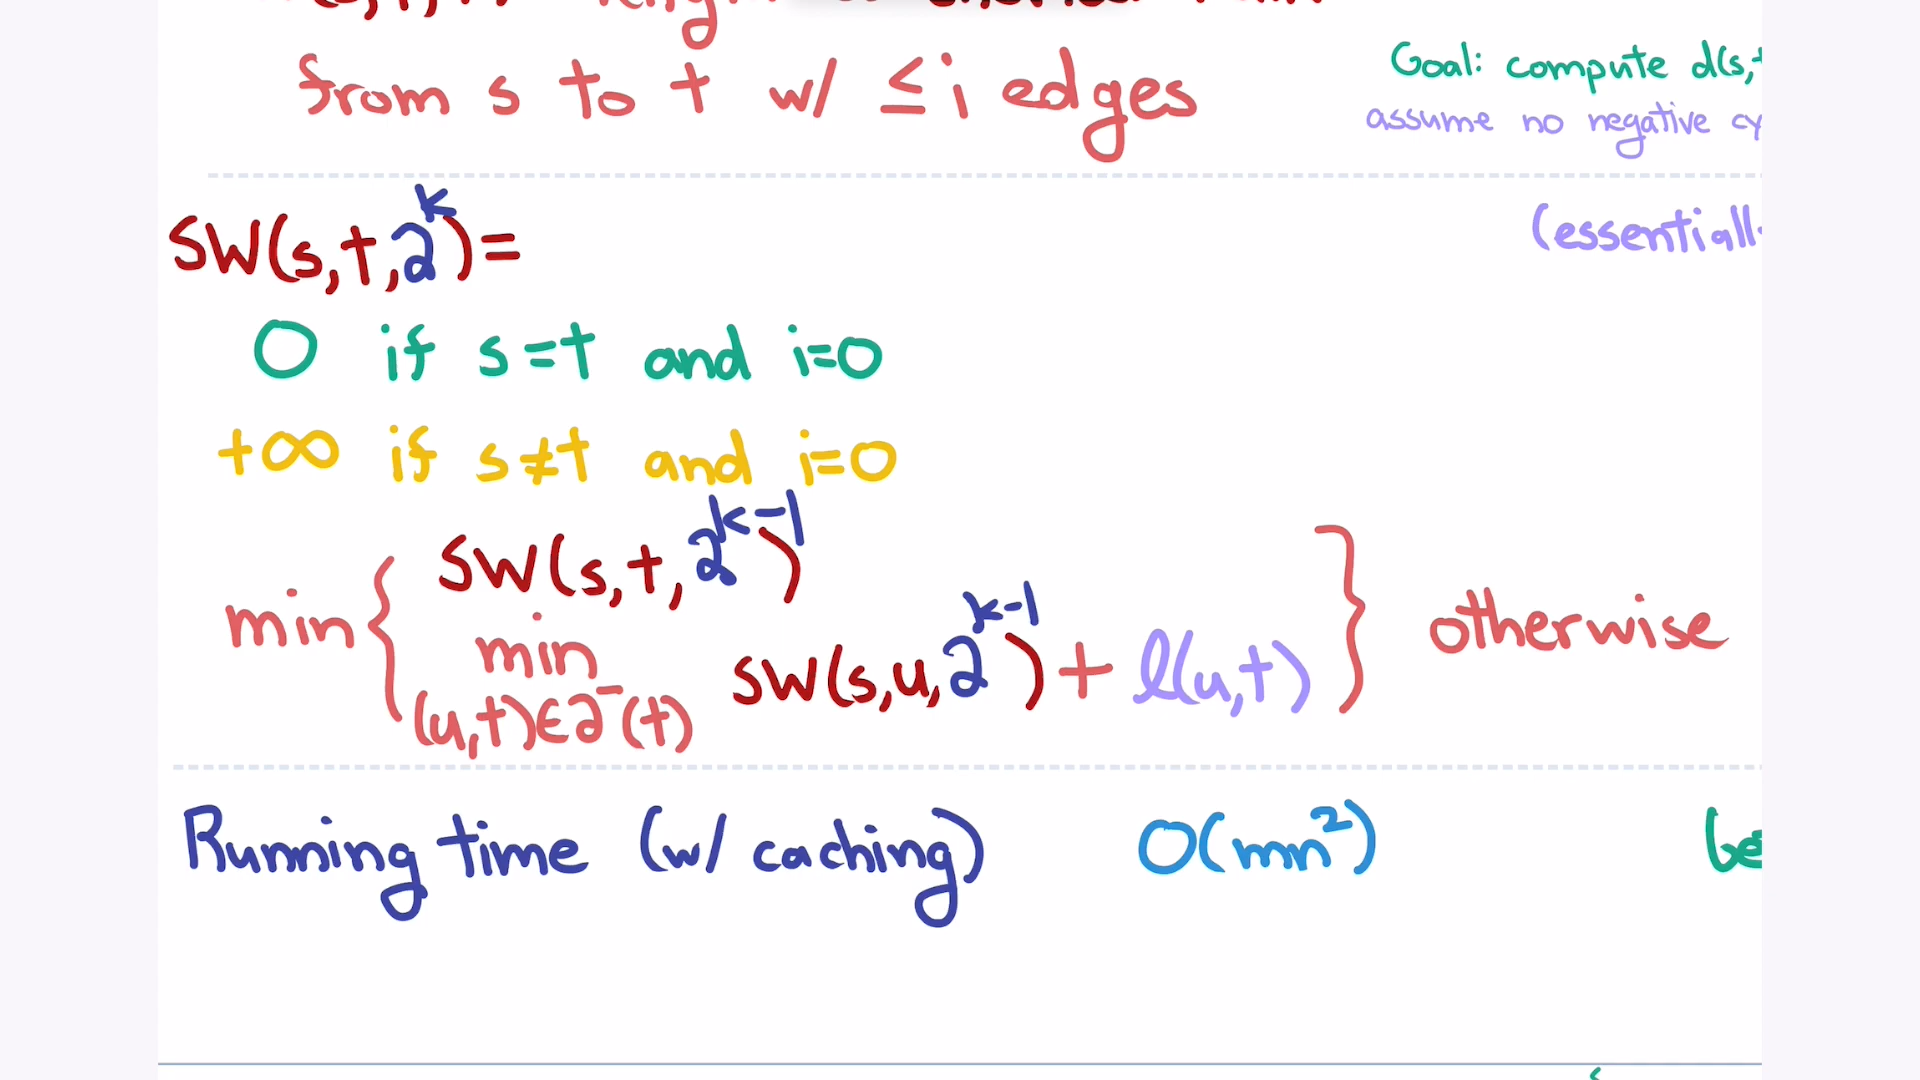 from s to t w/ ≤i edges
Goal: compute d(s,t
assume no negative cy
(essentiall
SW(s,t,2^k)=
0 if s=t and i=0
+∞ if s≠t and i=0
min { SW(s,t,2^{k-1})
min_{(u,t)∈∂^-(t)} SW(s,u,2^{k-1}) + l(u,t) } otherwise
Running time (w/ caching) O(mn²)